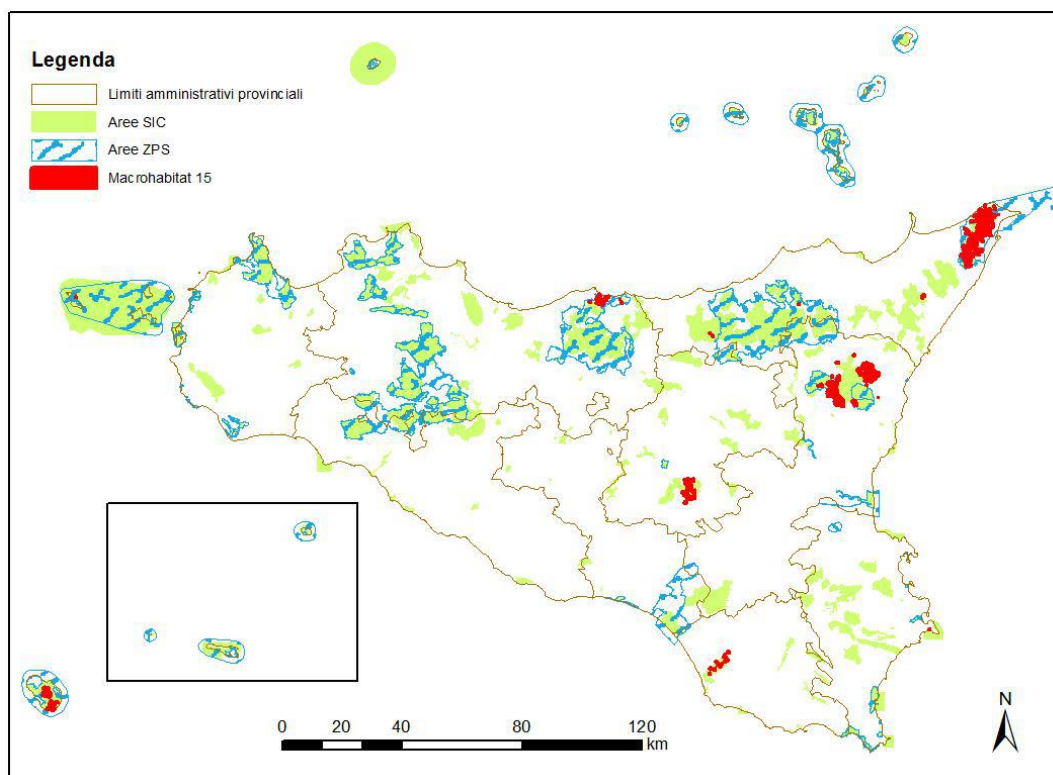 Legenda
Limiti amministrativi provinciali
Aree SIC
Aree ZPS
Macrohabitat 15
N
0 20 40 80 120
km